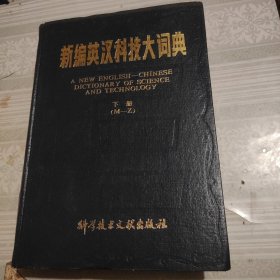 新编英汉科技大词典
A NEW ENGLISH—CHINESE
DICTIONARY OF SCIENCE
AND TECHNOLOGY
下册
(M—Z)
科学技术文献出版社